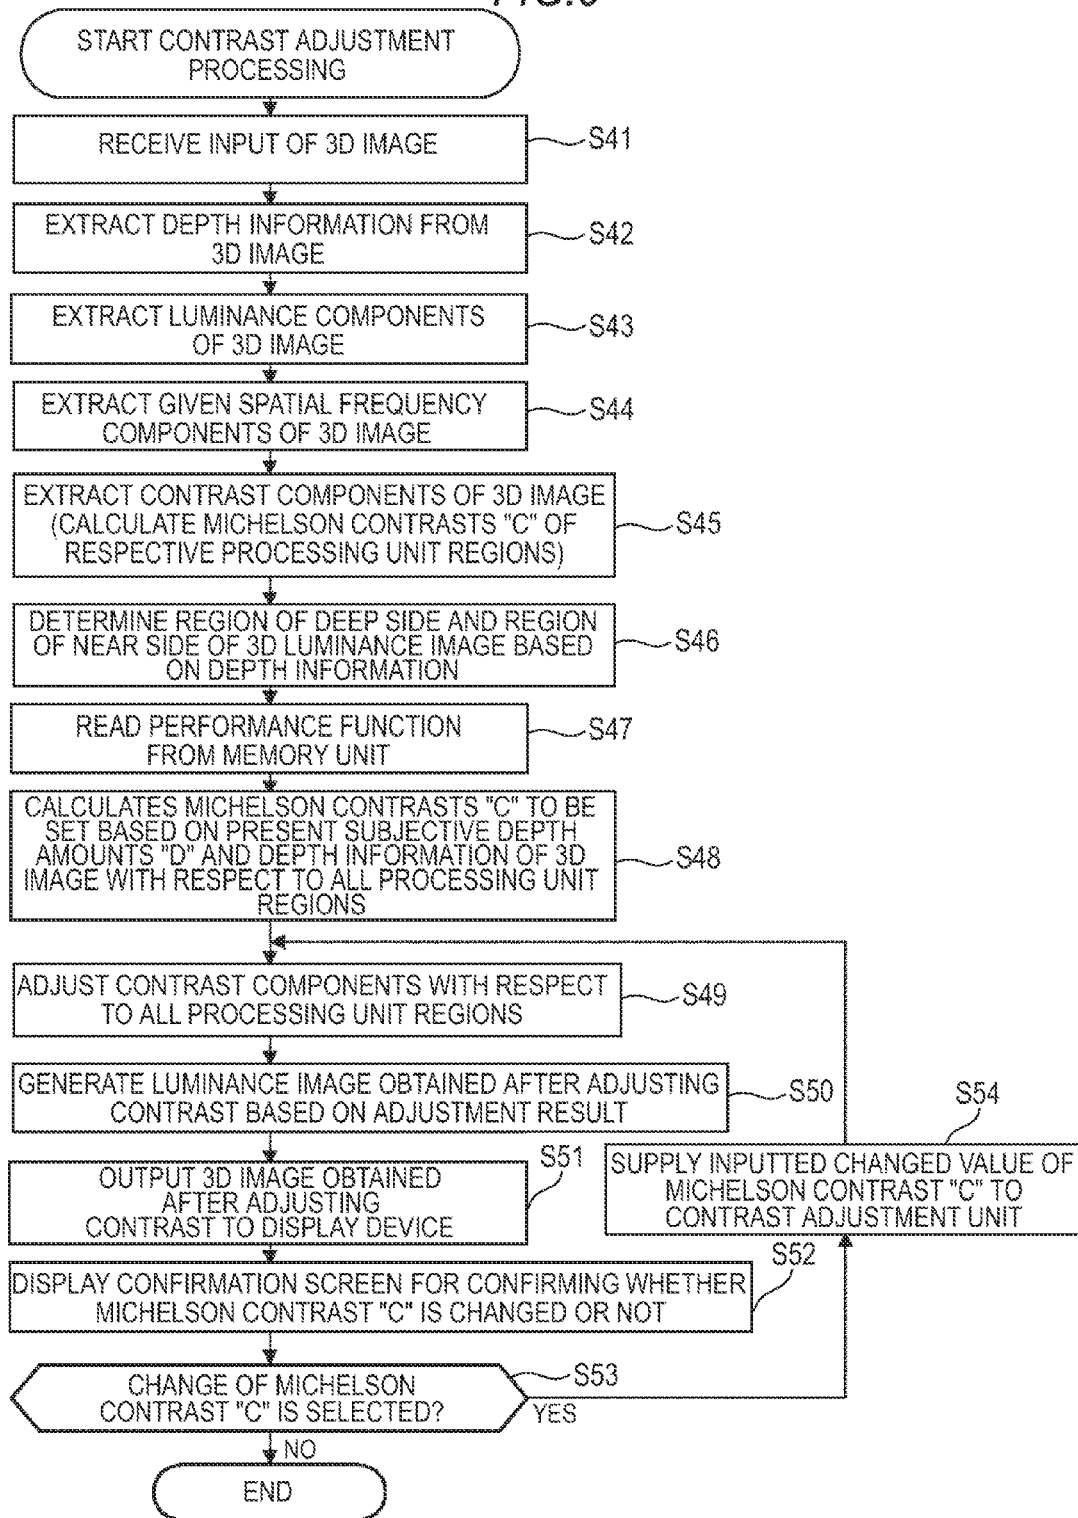 START CONTRAST ADJUSTMENT
PROCESSING
RECEIVE INPUT OF 3D IMAGE
S41
EXTRACT DEPTH INFORMATION FROM
3D IMAGE
S42
EXTRACT LUMINANCE COMPONENTS
OF 3D IMAGE
S43
EXTRACT GIVEN SPATIAL FREQUENCY
COMPONENTS OF 3D IMAGE
S44
EXTRACT CONTRAST COMPONENTS OF 3D IMAGE
(CALCULATE MICHELSON CONTRASTS "C" OF
RESPECTIVE PROCESSING UNIT REGIONS)
S45
DETERMINE REGION OF DEEP SIDE AND REGION
OF NEAR SIDE OF 3D LUMINANCE IMAGE BASED
ON DEPTH INFORMATION
S46
READ PERFORMANCE FUNCTION
FROM MEMORY UNIT
S47
CALCULATES MICHELSON CONTRASTS "C" TO BE
SET BASED ON PRESENT SUBJECTIVE DEPTH
AMOUNTS "D" AND DEPTH INFORMATION OF 3D
IMAGE WITH RESPECT TO ALL PROCESSING UNIT
REGIONS
S48
ADJUST CONTRAST COMPONENTS WITH RESPECT
TO ALL PROCESSING UNIT REGIONS
S49
GENERATE LUMINANCE IMAGE OBTAINED AFTER ADJUSTING
CONTRAST BASED ON ADJUSTMENT RESULT
S50
OUTPUT 3D IMAGE OBTAINED
AFTER ADJUSTING
CONTRAST TO DISPLAY DEVICE
S51
S54
SUPPLY INPUTTED CHANGED VALUE OF
MICHELSON CONTRAST "C" TO
CONTRAST ADJUSTMENT UNIT
DISPLAY CONFIRMATION SCREEN FOR CONFIRMING WHETHER
MICHELSON CONTRAST "C" IS CHANGED OR NOT
S52
CHANGE OF MICHELSON
CONTRAST "C" IS SELECTED?
S53
YES
NO
END